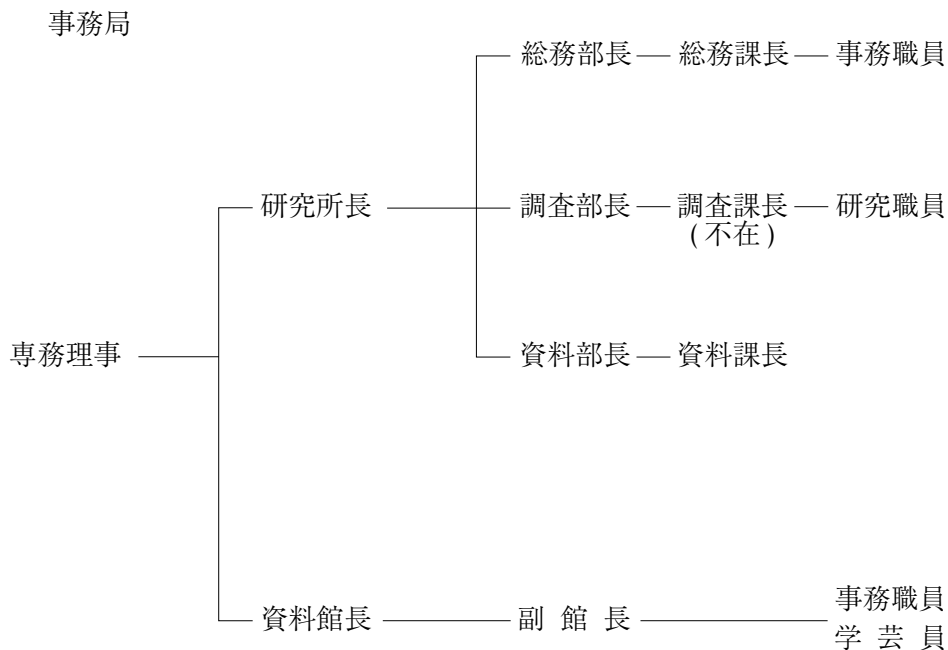 事務局
総務部長 総務課長 事務職員
研究所長 調査部長 調査課長 研究職員
(不在)
専務理事 資料部長 資料課長
資料館長 副館長 事務職員
学芸員